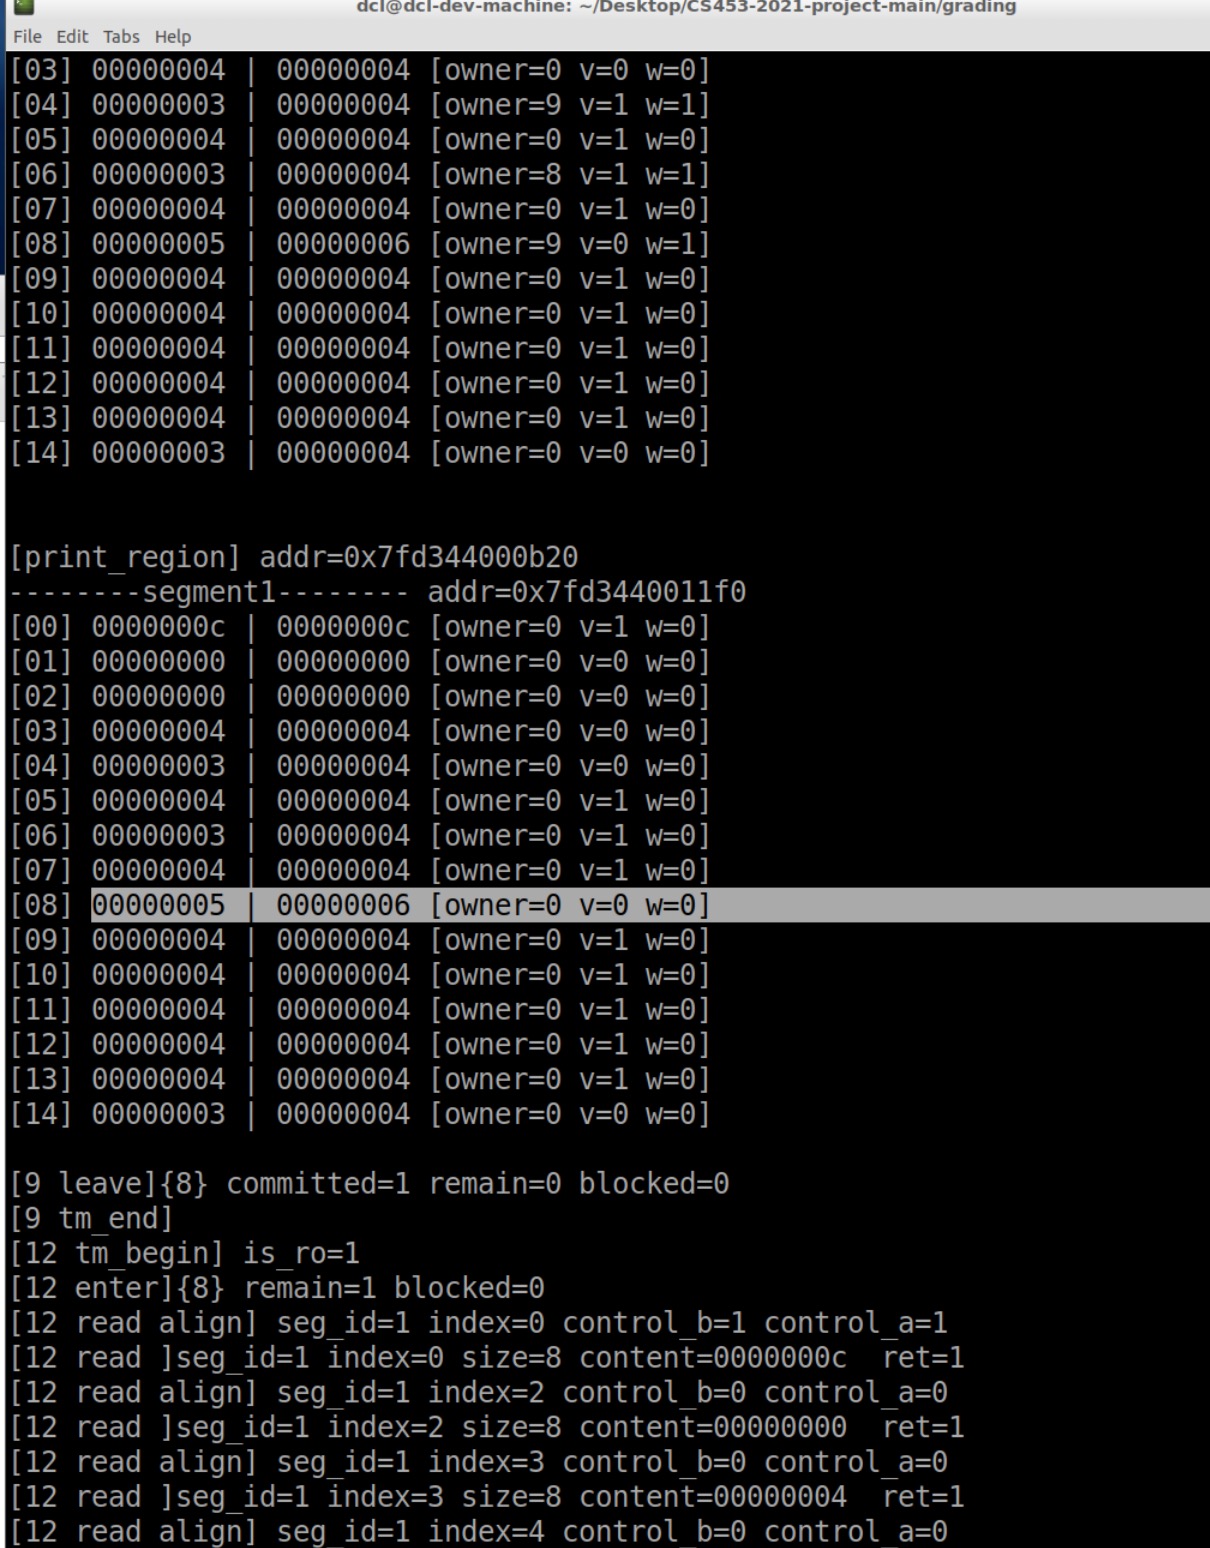 dcl@dcl-dev-machine: ~/Desktop/CS453-2021-project-main/grading
File Edit Tabs Help
[03] 00000004 | 00000004 [owner=0 v=0 w=0]
[04] 00000003 | 00000004 [owner=9 v=1 w=1]
[05] 00000004 | 00000004 [owner=0 v=1 w=0]
[06] 00000003 | 00000004 [owner=8 v=1 w=1]
[07] 00000004 | 00000004 [owner=0 v=1 w=0]
[08] 00000005 | 00000006 [owner=9 v=0 w=1]
[09] 00000004 | 00000004 [owner=0 v=1 w=0]
[10] 00000004 | 00000004 [owner=0 v=1 w=0]
[11] 00000004 | 00000004 [owner=0 v=1 w=0]
[12] 00000004 | 00000004 [owner=0 v=1 w=0]
[13] 00000004 | 00000004 [owner=0 v=1 w=0]
[14] 00000003 | 00000004 [owner=0 v=0 w=0]
[print_region] addr=0x7fd344000b20
--------segment1-------- addr=0x7fd3440011f0
[00] 0000000c | 0000000c [owner=0 v=1 w=0]
[01] 00000000 | 00000000 [owner=0 v=0 w=0]
[02] 00000000 | 00000000 [owner=0 v=0 w=0]
[03] 00000004 | 00000004 [owner=0 v=0 w=0]
[04] 00000003 | 00000004 [owner=0 v=0 w=0]
[05] 00000004 | 00000004 [owner=0 v=1 w=0]
[06] 00000003 | 00000004 [owner=0 v=1 w=0]
[07] 00000004 | 00000004 [owner=0 v=1 w=0]
[08] 00000005 | 00000006 [owner=0 v=0 w=0]
[09] 00000004 | 00000004 [owner=0 v=1 w=0]
[10] 00000004 | 00000004 [owner=0 v=1 w=0]
[11] 00000004 | 00000004 [owner=0 v=1 w=0]
[12] 00000004 | 00000004 [owner=0 v=1 w=0]
[13] 00000004 | 00000004 [owner=0 v=1 w=0]
[14] 00000003 | 00000004 [owner=0 v=0 w=0]
[9 leave]{8} committed=1 remain=0 blocked=0
[9 tm_end]
[12 tm_begin] is_ro=1
[12 enter]{8} remain=1 blocked=0
[12 read align] seg_id=1 index=0 control_b=1 control_a=1
[12 read ]seg_id=1 index=0 size=8 content=0000000c  ret=1
[12 read align] seg_id=1 index=2 control_b=0 control_a=0
[12 read ]seg_id=1 index=2 size=8 content=00000000  ret=1
[12 read align] seg_id=1 index=3 control_b=0 control_a=0
[12 read ]seg_id=1 index=3 size=8 content=00000004  ret=1
[12 read align] seg_id=1 index=4 control_b=0 control_a=0